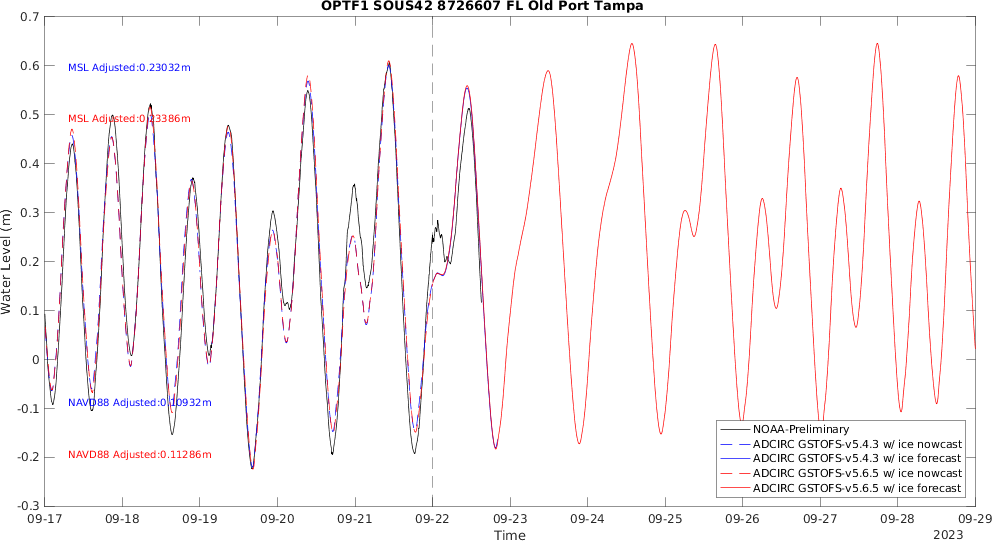 OPTF1 SOUS42 8726607 FL Old Port Tampa
0.7
0.6
0.5
0.4
0.3
0.2
0.1
0
-0.1
-0.2
-0.3
Water Level (m)
MSL Adjusted:0.23032m
MSL Adjusted:0.23386m
NAVD88 Adjusted:0.10932m
NAVD88 Adjusted:0.11286m
NOAA-Preliminary
ADCIRC GSTOFS-v5.4.3 w/ ice nowcast
ADCIRC GSTOFS-v5.4.3 w/ ice forecast
ADCIRC GSTOFS-v5.6.5 w/ ice nowcast
ADCIRC GSTOFS-v5.6.5 w/ ice forecast
09-17 09-18 09-19 09-20 09-21 09-22 09-23 09-24 09-25 09-26 09-27 09-28 09-29
Time
2023